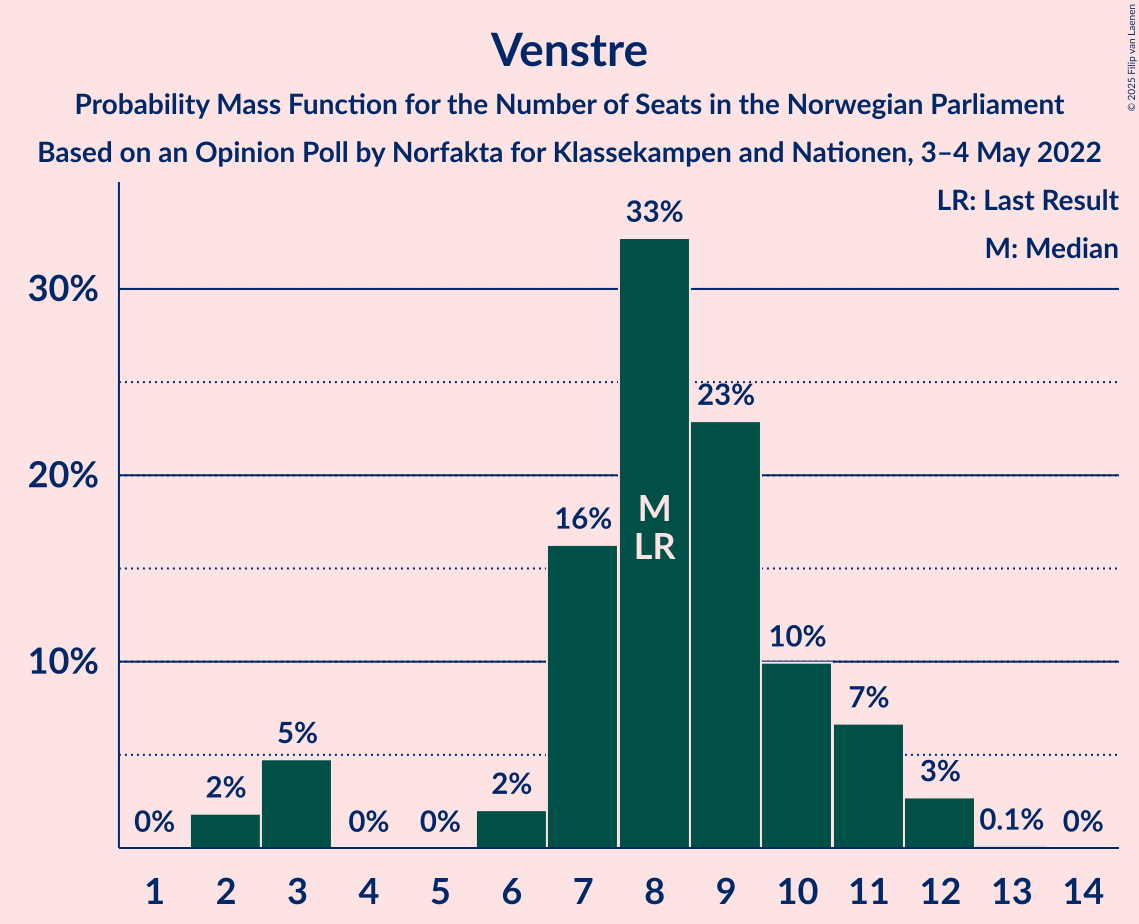 Venstre
Probability Mass Function for the Number of Seats in the Norwegian Parliament
Based on an Opinion Poll by Norfakta for Klassekampen and Nationen, 3–4 May 2022
© 2025 Filip van Laenen
LR: Last Result
M: Median
30%
20%
10%
0%
2%
5%
0%
0%
2%
16%
33%
M
LR
23%
10%
7%
3%
0.1%
0%
1 2 3 4 5 6 7 8 9 10 11 12 13 14